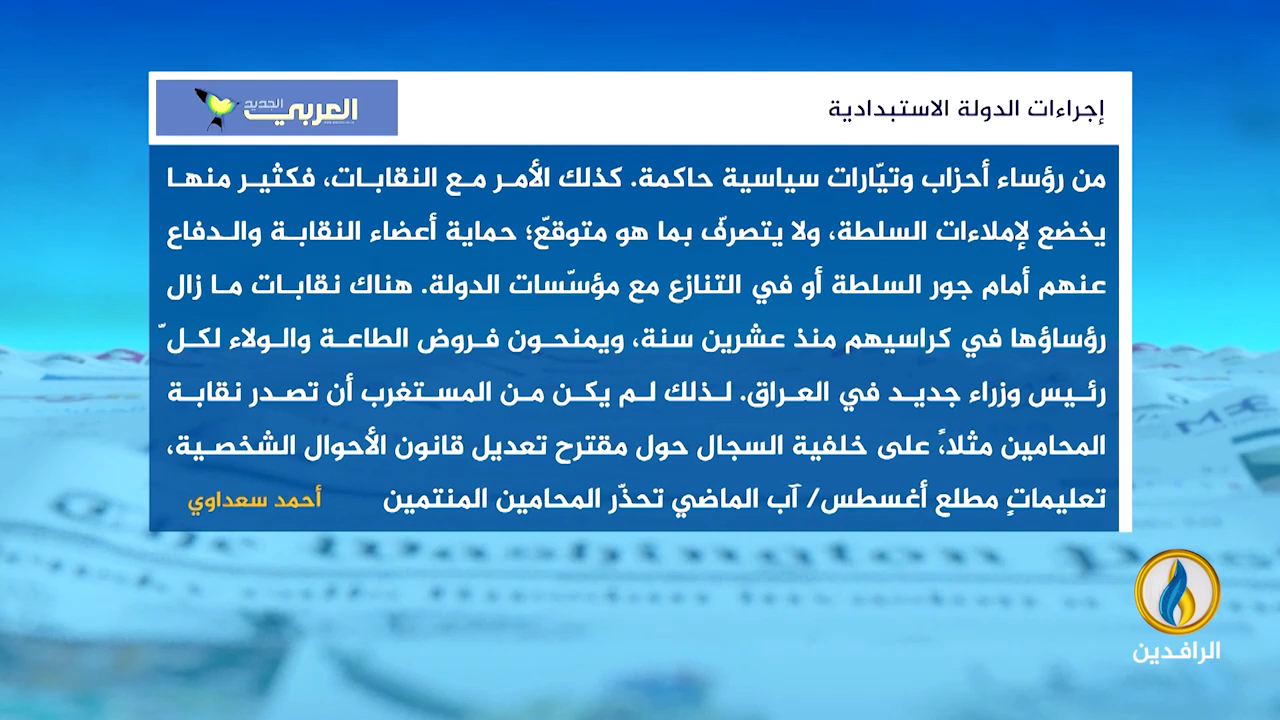 إجراءات الدولة الاستبدادية
العربي الجديد
من رؤساء أحزاب وتيّارات سياسية حاكمة. كذلك الأمر مع النقابات، فكثير منها
يخضع لإملاءات السلطة، ولا يتصرفّ بما هو متوقعّ؛ حماية أعضاء النقابة والدفاع
عنهم أمام جور السلطة أو في التنازع مع مؤسّسات الدولة. هناك نقابات ما زال
رؤساؤها في كراسيهم منذ عشرين سنة، ويمنحون فروض الطاعة والولاء لكلّ
رئيس وزراء جديد في العراق. لذلك لم يكن من المستغرب أن تصدر نقابة
المحامين مثلاً، على خلفية السجال حول مقترح تعديل قانون الأحوال الشخصية،
تعليماتٍ مطلع أغسطس/ آب الماضي تحذّر المحامين المنتمين
أحمد سعداوي
الرافدين